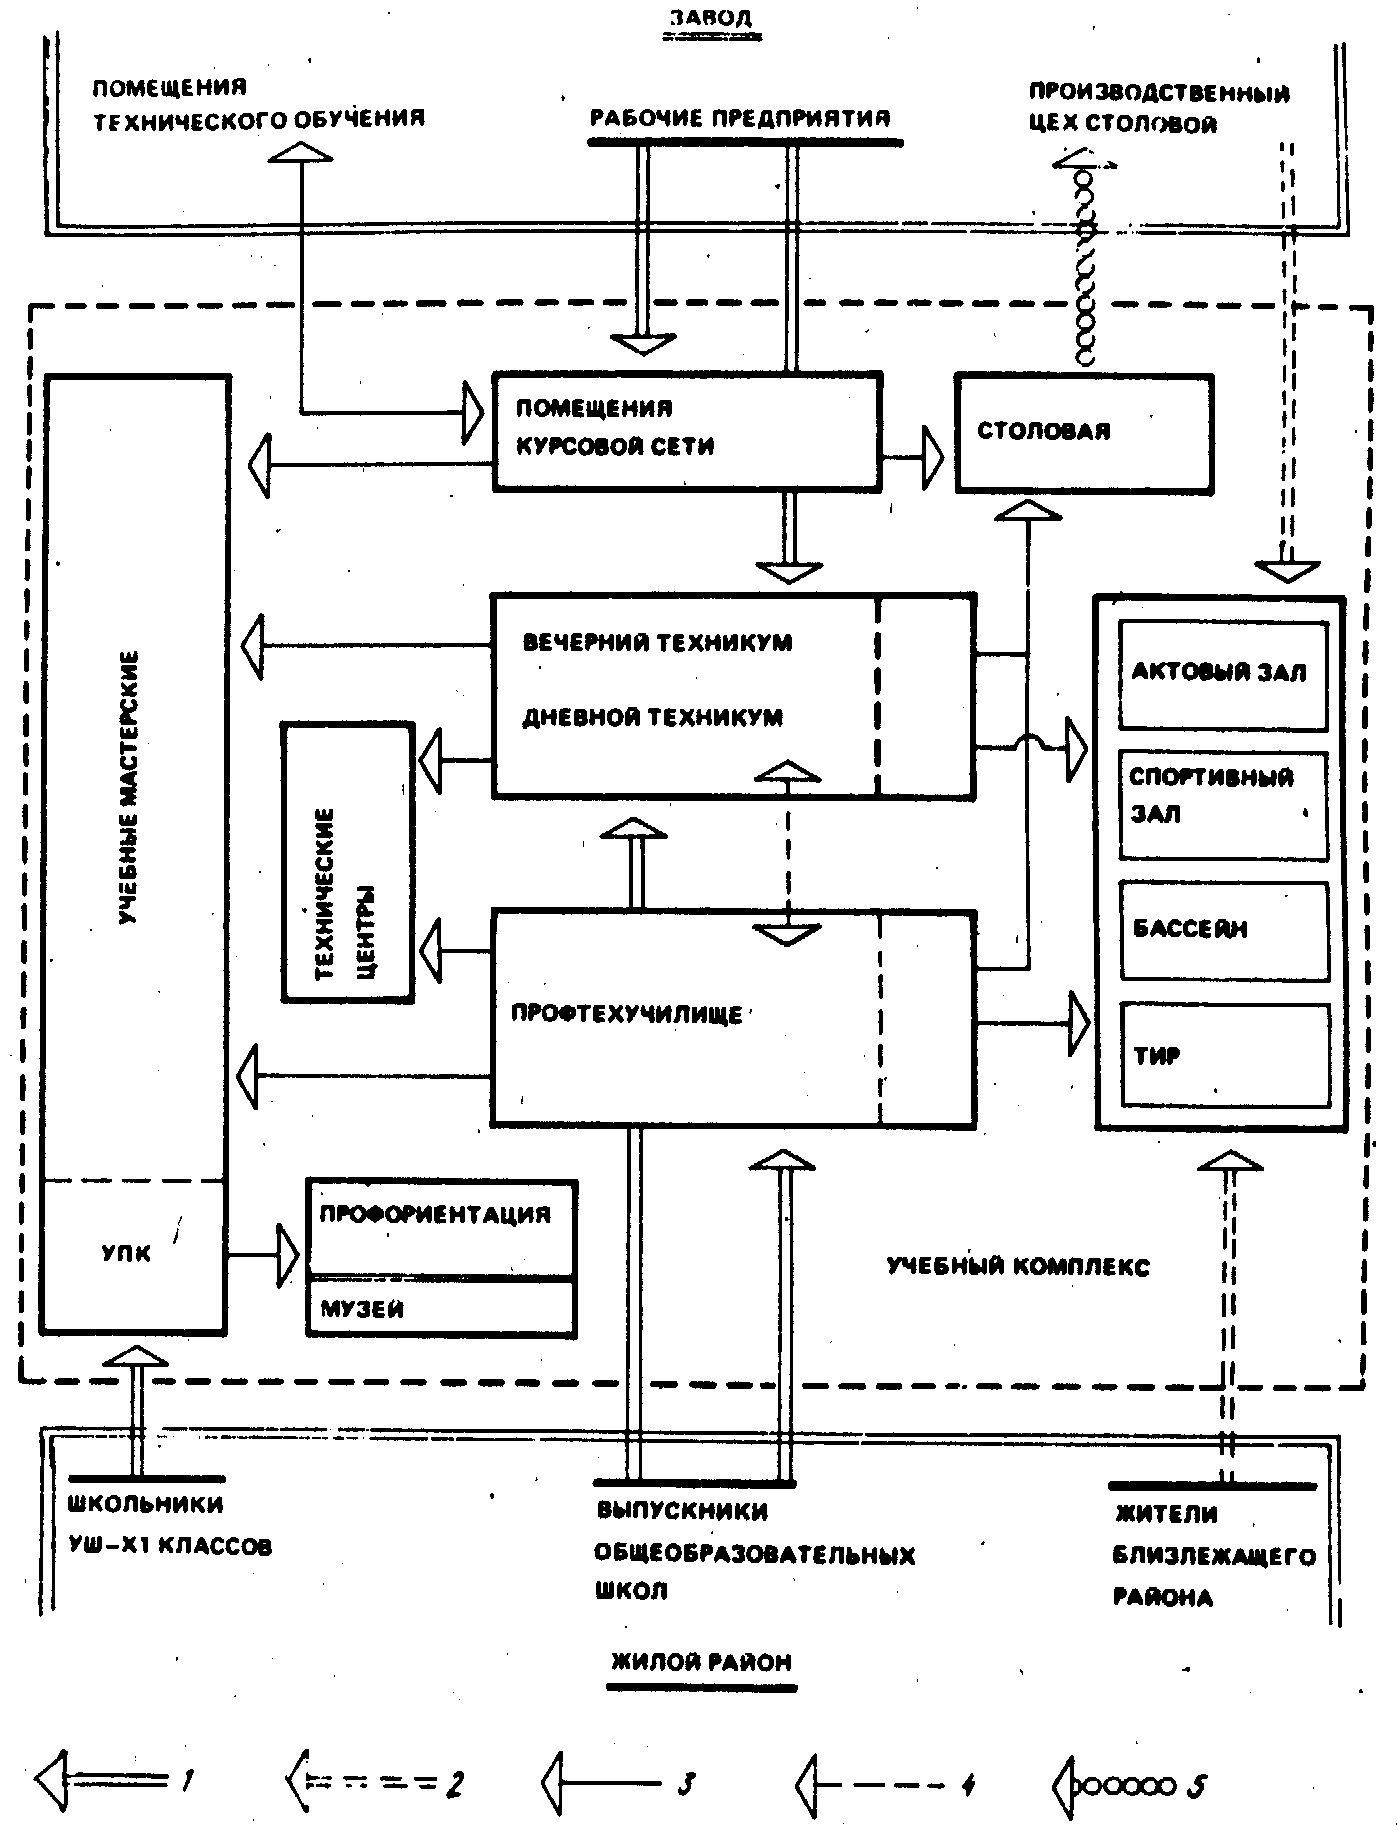 ЗАВОД
ПОМЕЩЕНИЯ
ТЕХНИЧЕСКОГО ОБУЧЕНИЯ
РАБОЧИЕ ПРЕДПРИЯТИЯ
ПРОИЗВОДСТВЕННЫЙ
ЦЕХ СТОЛОВОЙ
ПОМЕЩЕНИЯ
КУРСОВОЙ СЕТИ
СТОЛОВАЯ
УЧЕБНЫЕ МАСТЕРСКИЕ
ВЕЧЕРНИЙ ТЕХНИКУМ
ДНЕВНОЙ ТЕХНИКУМ
АКТОВЫЙ ЗАЛ
СПОРТИВНЫЙ
ЗАЛ
БАССЕЙН
ТИР
ТЕХНИЧЕСКИЕ
ЦЕНТРЫ
ПРОФТЕХУЧИЛИЩЕ
УПК
ПРОФОРИЕНТАЦИЯ
МУЗЕЙ
УЧЕБНЫЙ КОМПЛЕКС
ШКОЛЬНИКИ
УШ-Х1 КЛАССОВ
ВЫПУСКНИКИ
ОБЩЕОБРАЗОВАТЕЛЬНЫХ
ШКОЛ
ЖИТЕЛИ
БЛИЗЛЕЖАЩЕГО
РАЙОНА
ЖИЛОЙ РАЙОН
1 2 3 4 5